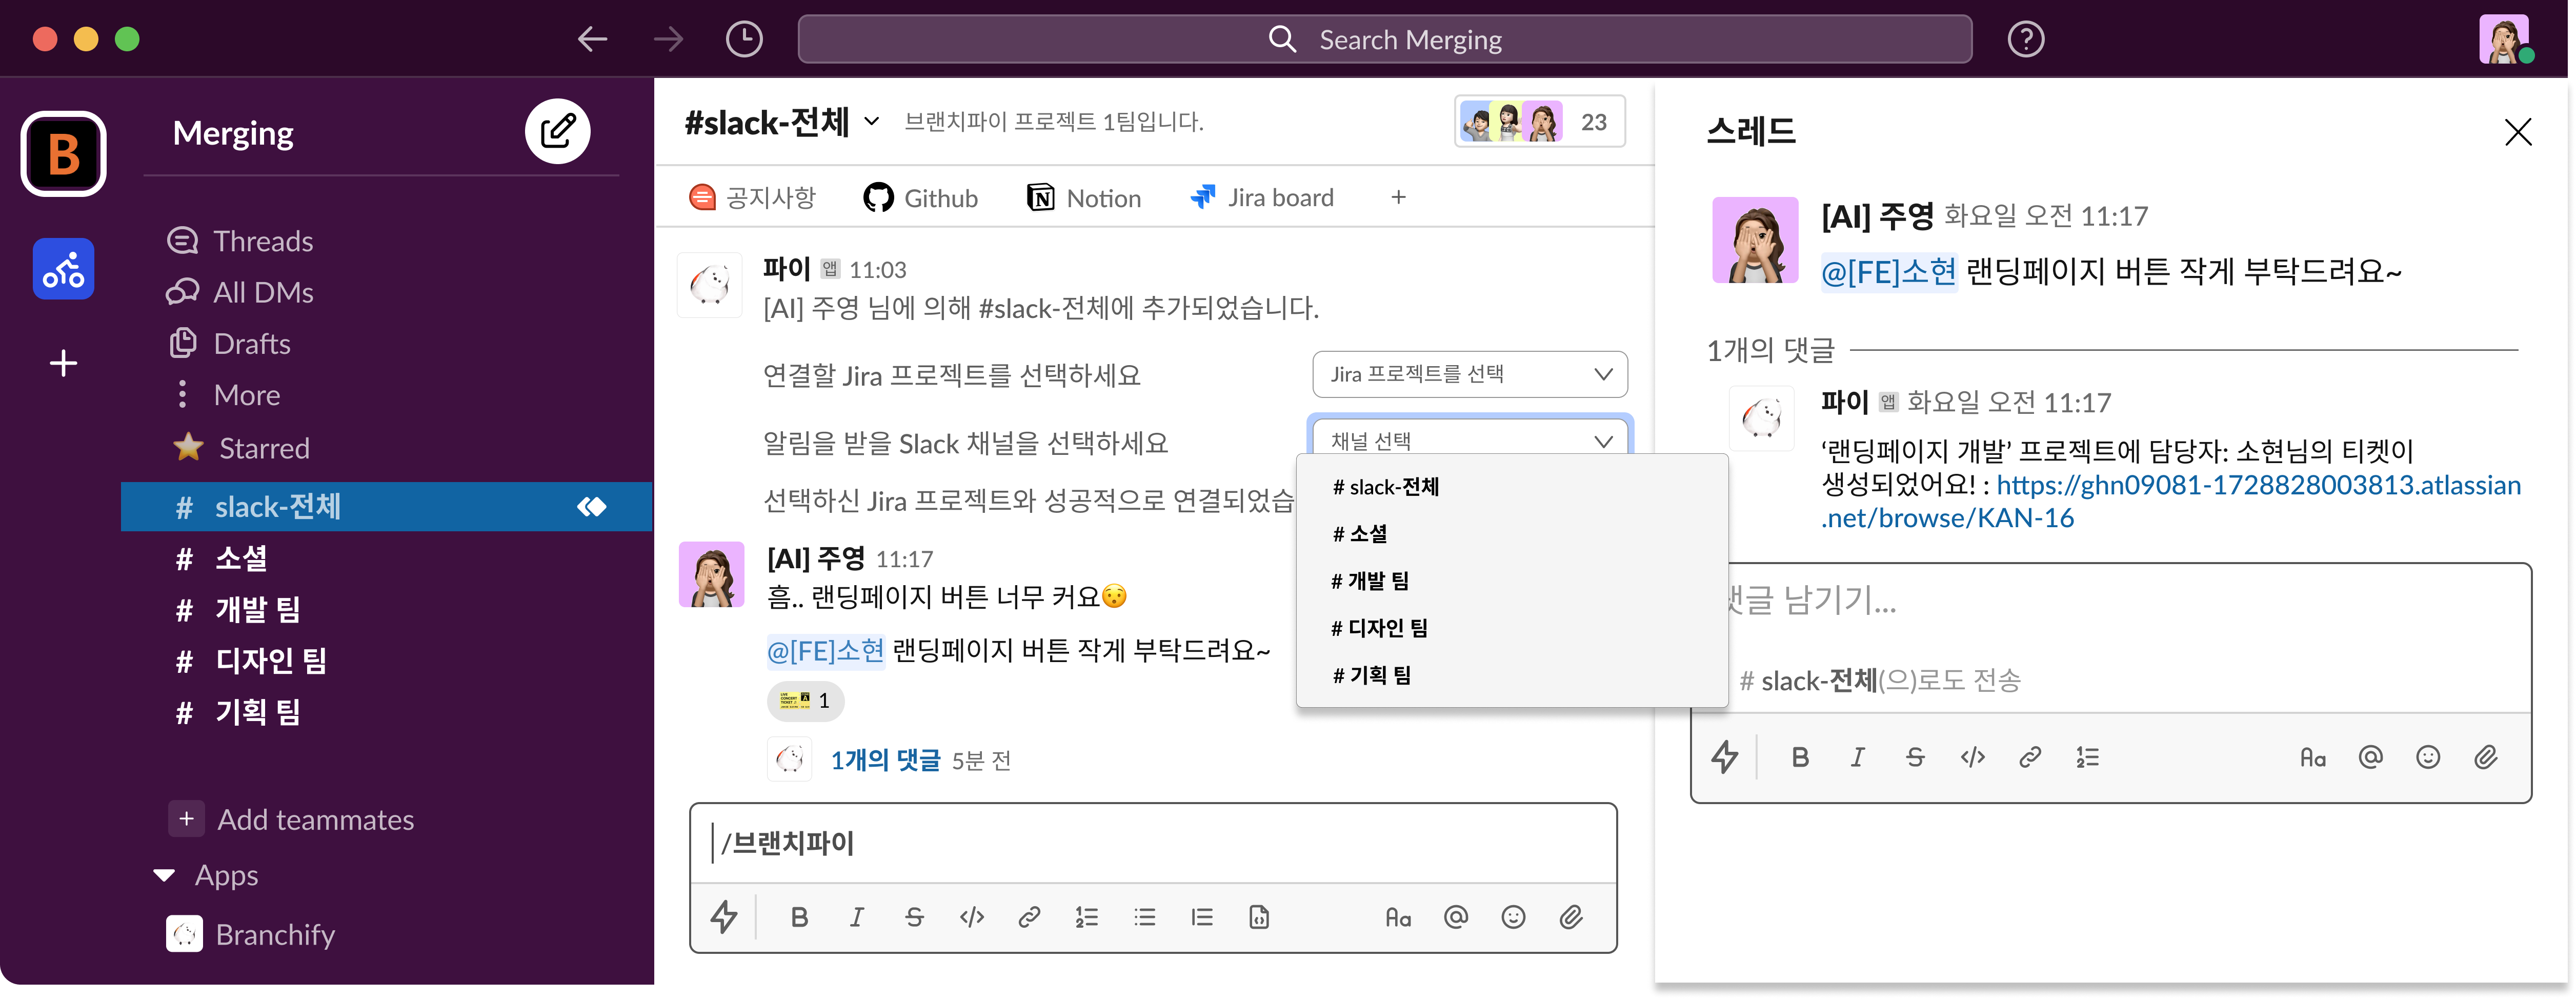 Search Merging
B
Merging
Threads
All DMs
Drafts
More
Starred
# slack-전체
# 소셜
# 개발 팀
# 디자인 팀
# 기획 팀
+ Add teammates
Apps
Branchify
#slack-전체
브랜치파이 프로젝트 1팀입니다.
23
공지사항
Github
Notion
Jira board
+
파이 앱 11:03
[AI] 주영 님에 의해 #slack-전체에 추가되었습니다.
연결할 Jira 프로젝트를 선택하세요
Jira 프로젝트를 선택
알림을 받을 Slack 채널을 선택하세요
채널 선택
# slack-전체
# 소셜
# 개발 팀
# 디자인 팀
# 기획 팀
선택하신 Jira 프로젝트와 성공적으로 연결되었습
[AI] 주영 11:17
흠.. 랜딩페이지 버튼 너무 커요😯
@[FE]소현 랜딩페이지 버튼 작게 부탁드려요~
1
1개의 댓글 5분 전
/브랜치파이
B I S </> Aa @
스레드
[AI] 주영 화요일 오전 11:17
@[FE]소현 랜딩페이지 버튼 작게 부탁드려요~
1개의 댓글
파이 앱 화요일 오전 11:17
‘랜딩페이지 개발’ 프로젝트에 담당자: 소현님의 티켓이
생성되었어요! : https://ghn09081-1728828003813.atlassian
.net/browse/KAN-16
댓글 남기기...
# slack-전체(으)로도 전송
B I S </> Aa @